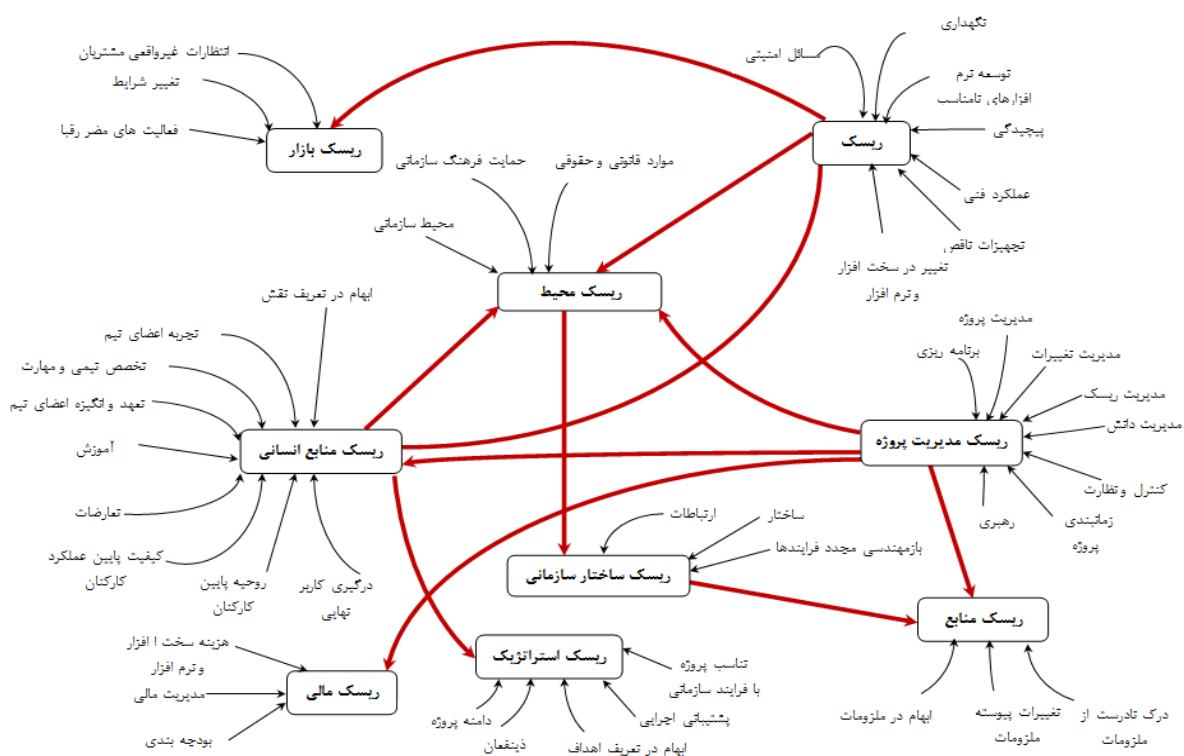 نگهداری
انتظارات غیرواقعی مشتریان
مسائل امنیتی
تغییر شرایط
توسعه نرم
افزارهای نامناسب
فعالیت های مضر رقبا
ریسک بازار
ریسک
پیچیدگی
حمایت فرهنگ سازمانی
موارد قانونی و حقوقی
عملکرد فنی
محیط سازمانی
تجهیزات ناقص
تغییر در سخت افزار
و نرم افزار
ریسک محیط
ابهام در تعریف نقش
تجربه اعضای تیم
تخصص تیمی و مهارت
تعهد و انگیزه اعضای تیم
آموزش
تعارضات
ریسک منابع انسانی
کیفیت پایین عملکرد
کارکنان
روحیه پایین
کارکنان
درگیری کاربر
نهایی
مدیریت پروژه
برنامه ریزی
مدیریت تغییرات
مدیریت ریسک
مدیریت دانش
ریسک مدیریت پروژه
کنترل و نظارت
زمانبندی
پروژه
رهبری
ارتباطات
ساختار
بازمهندسی مجدد فرایندها
ریسک ساختار سازمانی
ریسک منابع
ابهام در ملزومات
تغییرات پیوسته
ملزومات
درک نادرست از
ملزومات
هزینه سخت ا افزار
و نرم افزار
مدیریت مالی
بودجه بندی
ریسک مالی
ریسک استراتژیک
تناسب پروژه
با فرایند سازمانی
پشتیبانی اجرایی
دامنه پروژه
ذینفعان
ابهام در تعریف اهداف